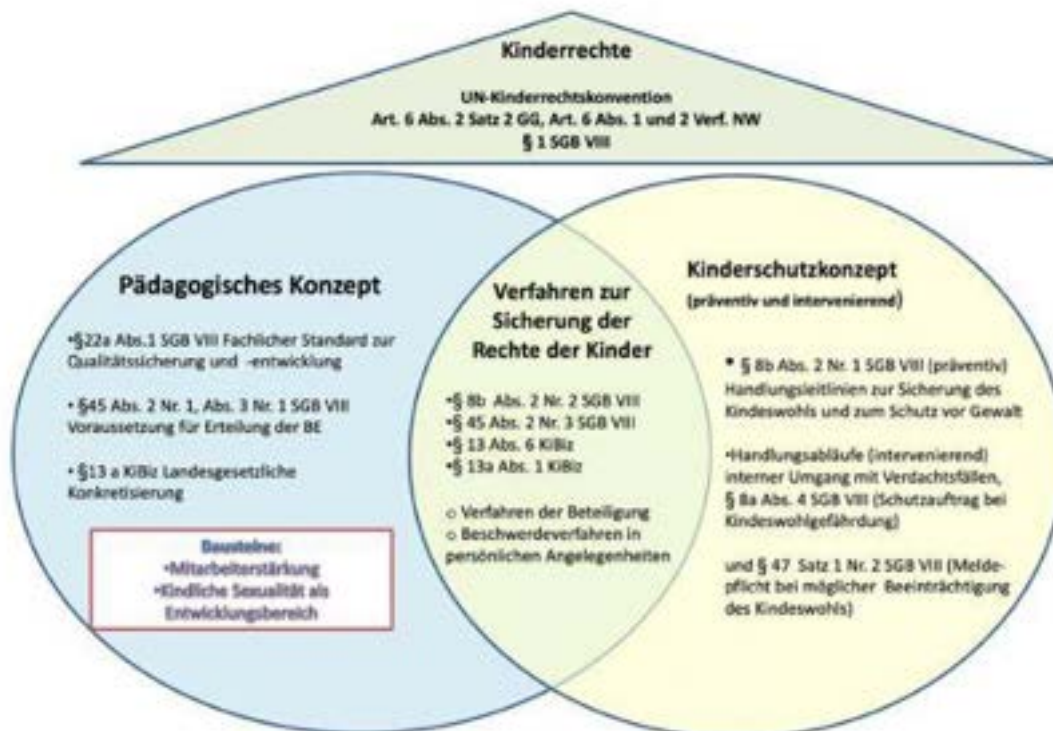 Kinderrechte
UN-Kinderrechtskonvention
Art. 6 Abs. 2 Satz 2 GG, Art. 6 Abs. 1 und 2 Verf. NW
§ 1 SGB VIII
Pädagogisches Konzept
•§22a Abs.1 SGB VIII Fachlicher Standard zur
Qualitätssicherung und -entwicklung
• §45 Abs. 2 Nr. 1, Abs. 3 Nr. 1 SGB VIII
Voraussetzung für Erteilung der BE
• §13 a KiBiz Landesgesetzliche
Konkretisierung
Bausteine:
•Mitarbeiterstärkung
•Kindliche Sexualität als
Entwicklungsbereich
Verfahren zur
Sicherung der
Rechte der Kinder
•§ 8b Abs. 2 Nr. 2 SGB VIII
•§ 45 Abs. 2 Nr. 3 SGB VIII
•§ 13 Abs. 6 KiBiz
•§ 13a Abs. 1 KiBiz
o Verfahren der Beteiligung
o Beschwerdeverfahren in
persönlichen Angelegenheiten
Kinderschutzkonzept
(präventiv und intervenierend)
• § 8b Abs. 2 Nr. 1 SGB VIII (präventiv)
Handlungsleitlinien zur Sicherung des
Kindeswohls und zum Schutz vor Gewalt
•Handlungsabläufe (intervenierend)
interner Umgang mit Verdachtsfällen,
§ 8a Abs. 4 SGB VIII (Schutzauftrag bei
Kindeswohlgefährdung)
und § 47 Satz 1 Nr. 2 SGB VIII (Melde-
pflicht bei möglicher Beeinträchtigung
des Kindeswohls)